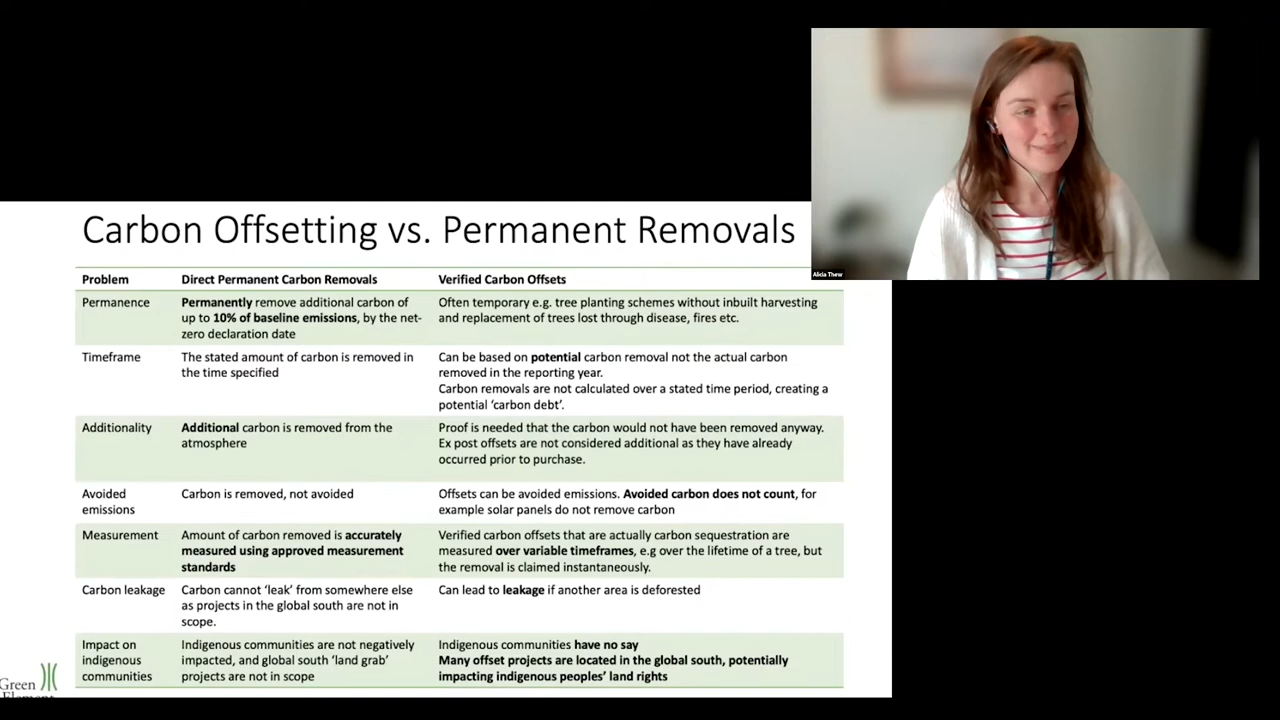 Alicia Thew
Carbon Offsetting vs. Permanent Removals
Problem Direct Permanent Carbon Removals Verified Carbon Offsets
Permanence
Permanently remove additional carbon of
up to 10% of baseline emissions, by the net-
zero declaration date
Often temporary e.g. tree planting schemes without inbuilt harvesting
and replacement of trees lost through disease, fires etc.
Timeframe
The stated amount of carbon is removed in
the time specified
Can be based on potential carbon removal not the actual carbon
removed in the reporting year.
Carbon removals are not calculated over a stated time period, creating a
potential ‘carbon debt’.
Additionality
Additional carbon is removed from the
atmosphere
Proof is needed that the carbon would not have been removed anyway.
Ex post offsets are not considered additional as they have already
occurred prior to purchase.
Avoided
emissions
Carbon is removed, not avoided
Offsets can be avoided emissions. Avoided carbon does not count, for
example solar panels do not remove carbon
Measurement
Amount of carbon removed is accurately
measured using approved measurement
standards
Verified carbon offsets that are actually carbon sequestration are
measured over variable timeframes, e.g over the lifetime of a tree, but
the removal is claimed instantaneously.
Carbon leakage
Carbon cannot ‘leak’ from somewhere else
as projects in the global south are not in
scope.
Can lead to leakage if another area is deforested
Impact on
indigenous
communities
Indigenous communities are not negatively
impacted, and global south ‘land grab’
projects are not in scope
Indigenous communities have no say
Many offset projects are located in the global south, potentially
impacting indigenous peoples’ land rights
Green
Element